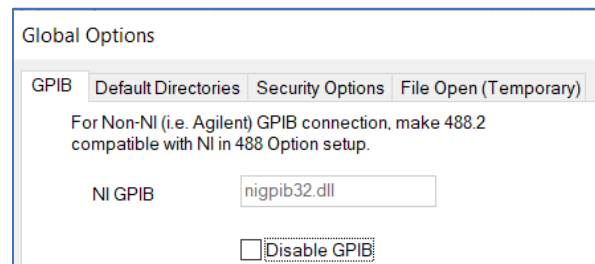 Global Options
GPIB Default Directories Security Options File Open (Temporary)
For Non-NI (i.e. Agilent) GPIB connection, make 488.2
compatible with NI in 488 Option setup.
NI GPIB nigpib32.dll
Disable GPIB